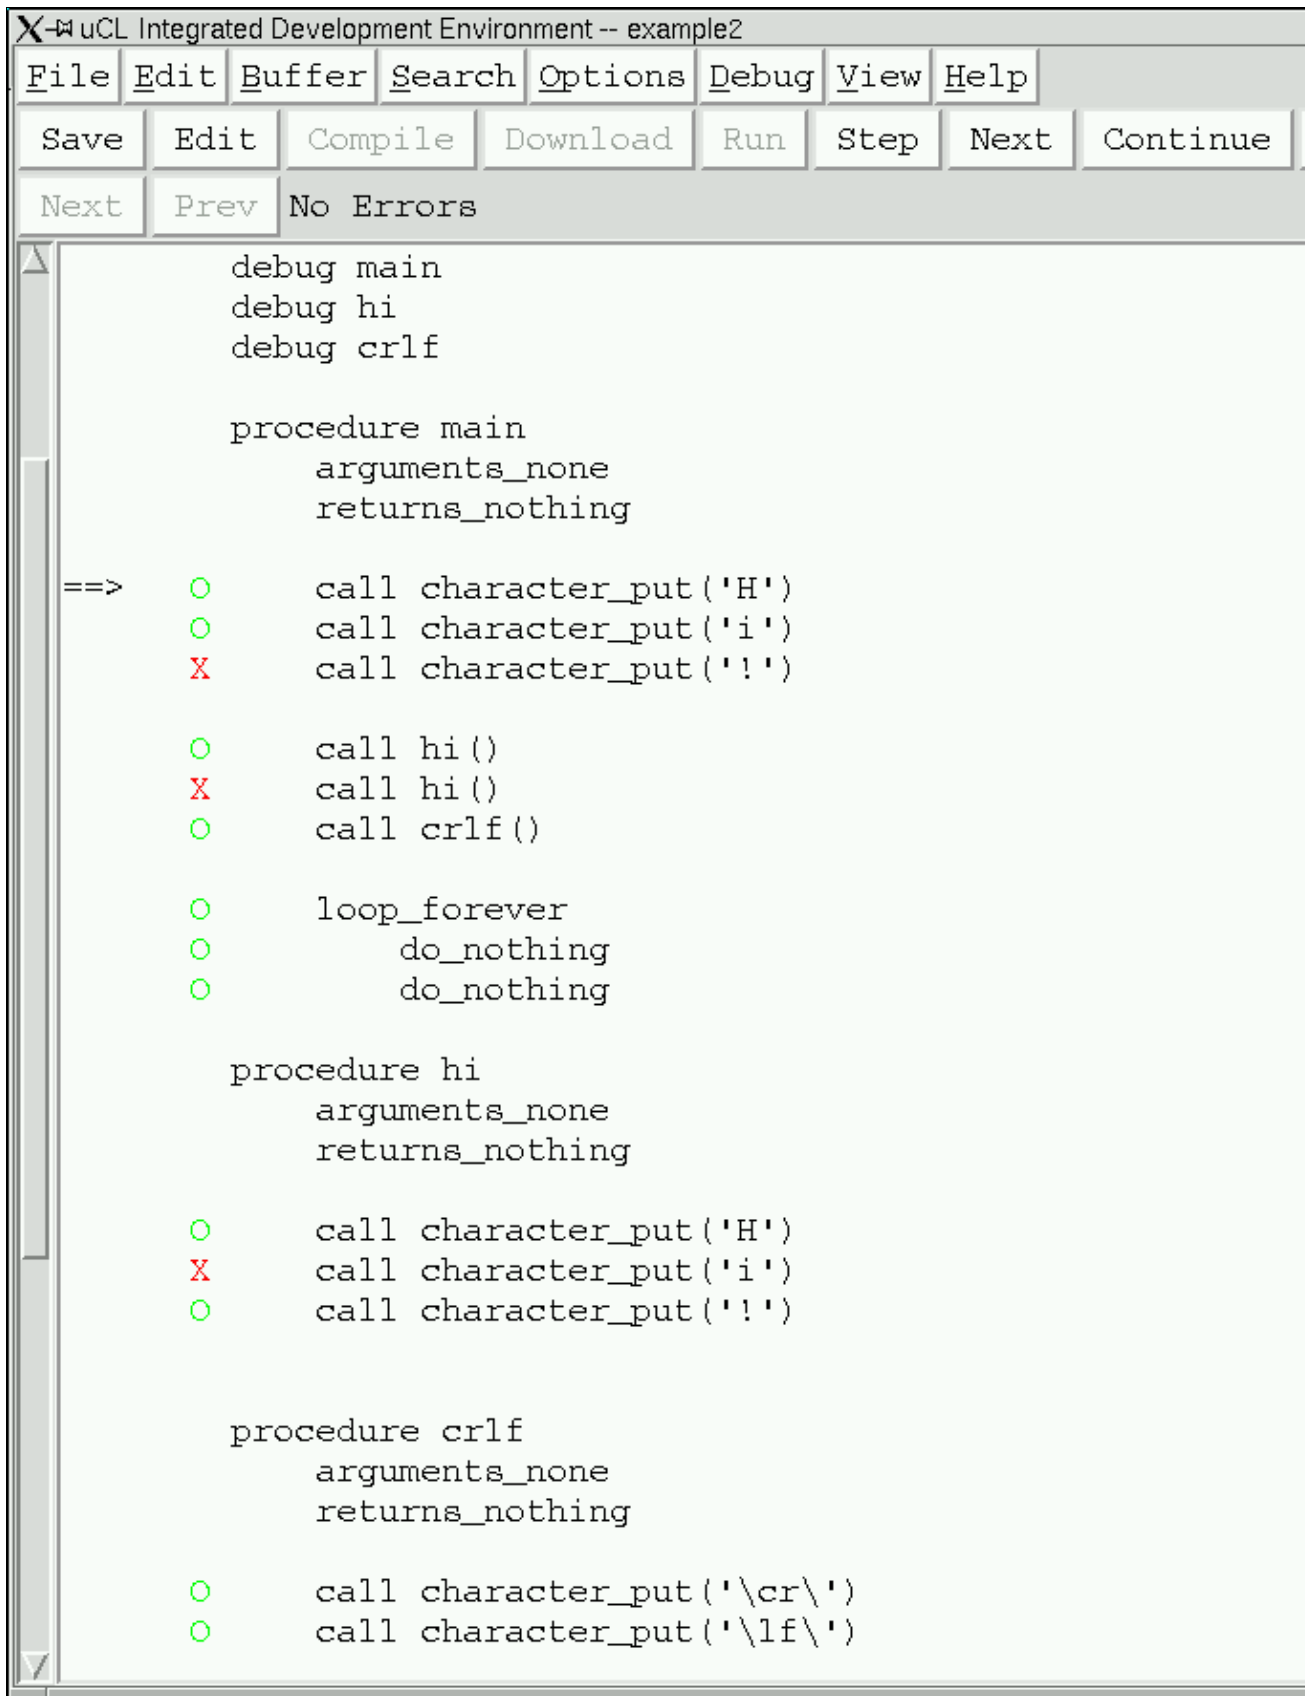 X uCL Integrated Development Environment -- example2
File Edit Buffer Search Options Debug View Help
Save Edit Compile Download Run Step Next Continue
Next Prev No Errors
debug main
debug hi
debug crlf
procedure main
arguments_none
returns_nothing
==> O call character_put('H')
O call character_put('i')
X call character_put('!')
O call hi()
X call hi()
O call crlf()
O loop_forever
O do_nothing
O do_nothing
procedure hi
arguments_none
returns_nothing
O call character_put('H')
X call character_put('i')
O call character_put('!')
procedure crlf
arguments_none
returns_nothing
O call character_put('\cr\')
O call character_put('\lf\')